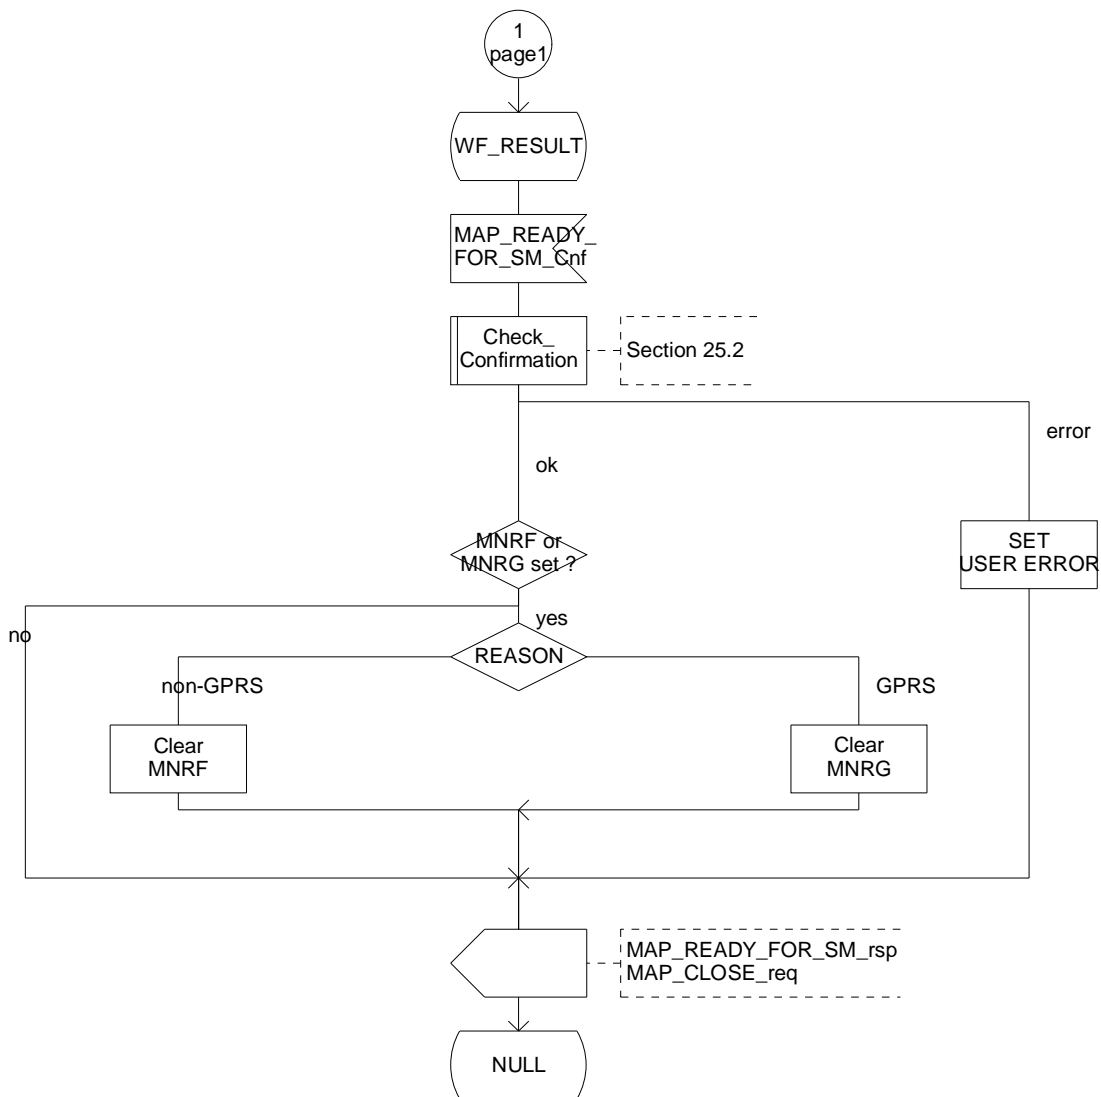 1
page1
WF_RESULT
MAP_READY_
FOR_SM_Cnf
Check_
Confirmation
Section 25.2
error
ok
MNRF or
MNRG set ?
SET
USER ERROR
no
yes
REASON
non-GPRS
GPRS
Clear
MNRF
Clear
MNRG
MAP_READY_FOR_SM_rsp
MAP_CLOSE_req
NULL